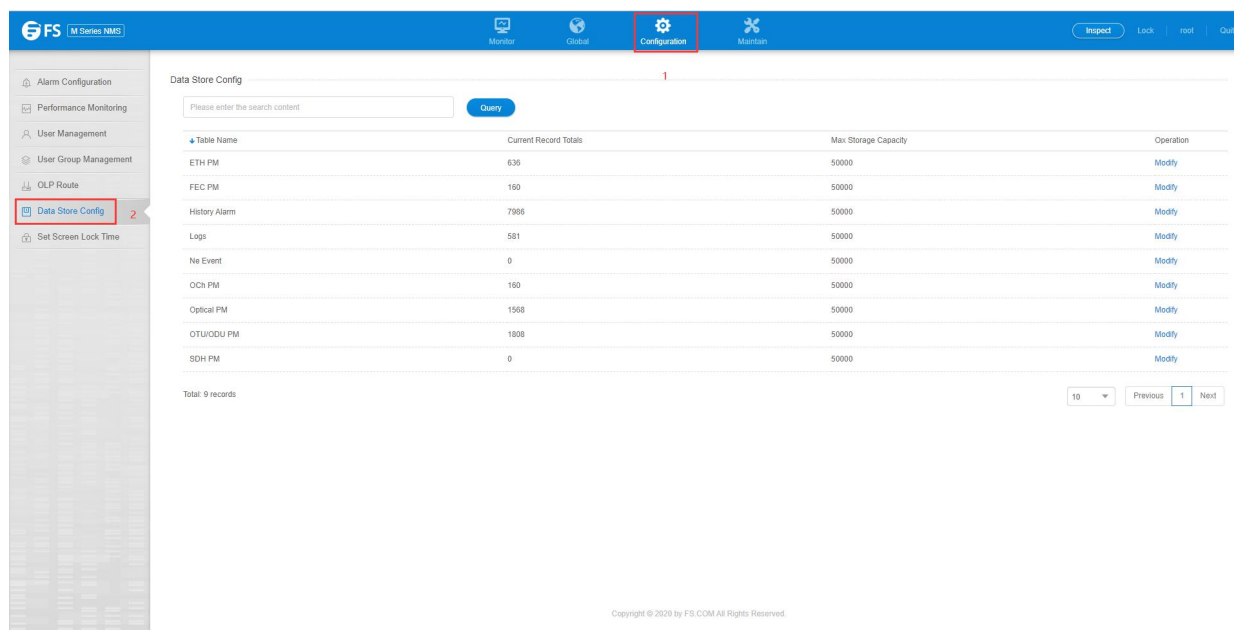 FS M Series NMS
Monitor Global Configuration Maintain
Inspect Lock root Quit
1
Alarm Configuration
Performance Monitoring
User Management
User Group Management
OLP Route
Data Store Config 2
Set Screen Lock Time
Data Store Config
Please enter the search content Query
Table Name Current Record Totals Max Storage Capacity Operation
ETH PM 636 50000 Modify
FEC PM 160 50000 Modify
History Alarm 7986 50000 Modify
Logs 581 50000 Modify
Ne Event 0 50000 Modify
OCh PM 160 50000 Modify
Optical PM 1568 50000 Modify
OTU/ODU PM 1808 50000 Modify
SDH PM 0 50000 Modify
Total: 9 records 10 Previous 1 Next
Copyright © 2020 by FS.COM All Rights Reserved.